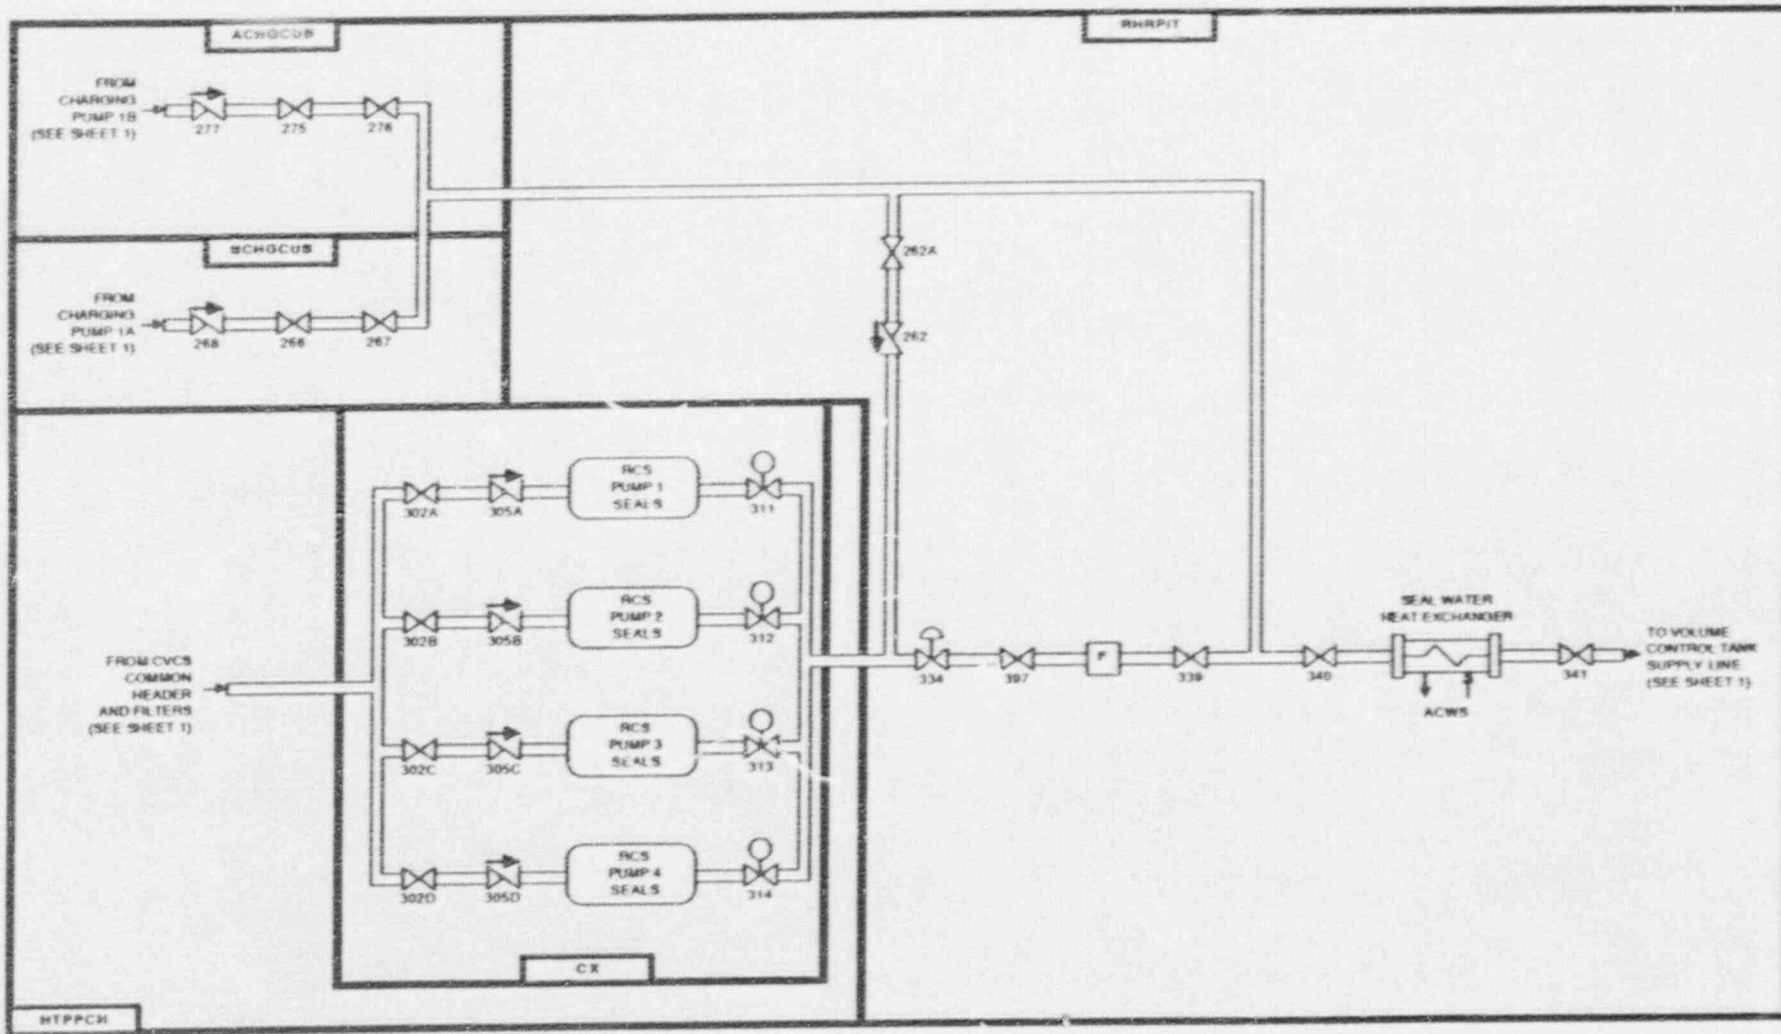 ACHGCUB
RHRPIT
FROM
CHARGING
PUMP 1B
(SEE SHEET 1)
277
275
276
BCHGCUB
FROM
CHARGING
PUMP 1A
(SEE SHEET 1)
268
266
267
262A
262
RCS
PUMP 1
SEALS
302A
305A
311
RCS
PUMP 2
SEALS
302B
305B
312
FROM CVCS
COMMON
HEADER
AND FILTERS
(SEE SHEET 1)
RCS
PUMP 3
SEALS
302C
305C
313
RCS
PUMP 4
SEALS
302D
305D
314
334
397
F
339
340
SEAL WATER
HEAT EXCHANGER
ACWS
341
TO VOLUME
CONTROL TANK
SUPPLY LINE
(SEE SHEET 1)
CX
HTPPCH